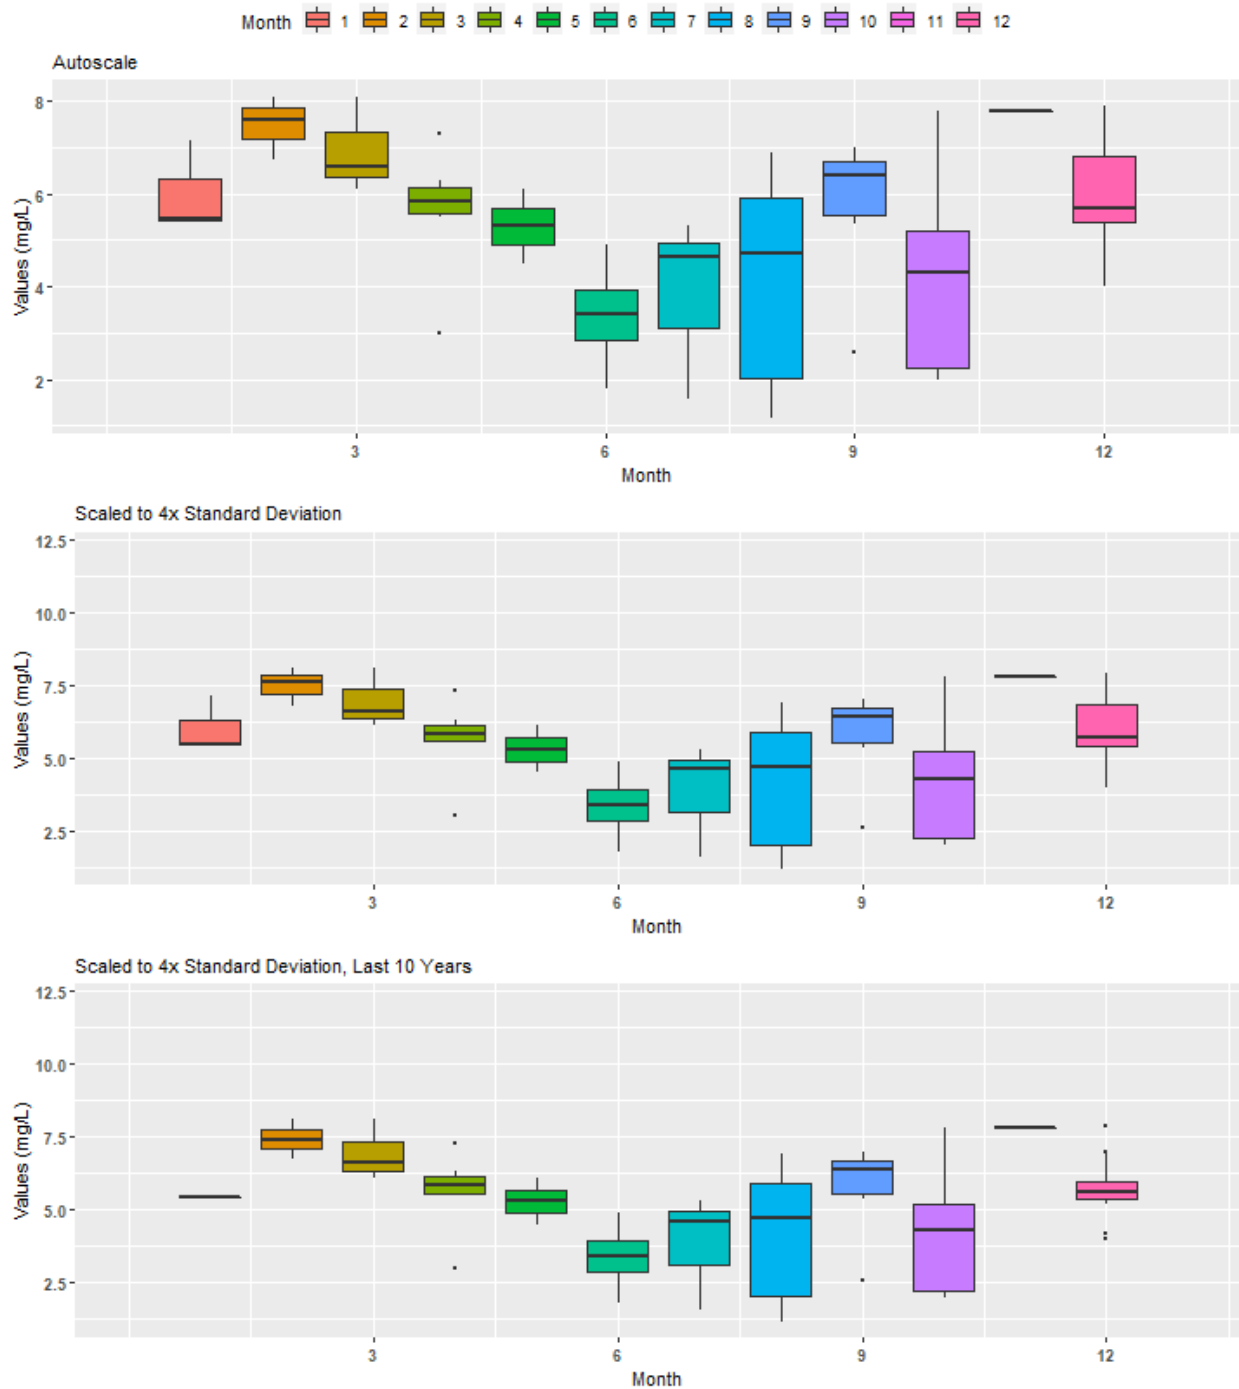 Month 1 2 3 4 5 6 7 8 9 10 11 12
Autoscale
Values (mg/L)
8
6
4
2
3 6 9 12
Month
Scaled to 4x Standard Deviation
Values (mg/L)
12.5
10.0
7.5
5.0
2.5
3 6 9 12
Month
Scaled to 4x Standard Deviation, Last 10 Years
Values (mg/L)
12.5
10.0
7.5
5.0
2.5
3 6 9 12
Month